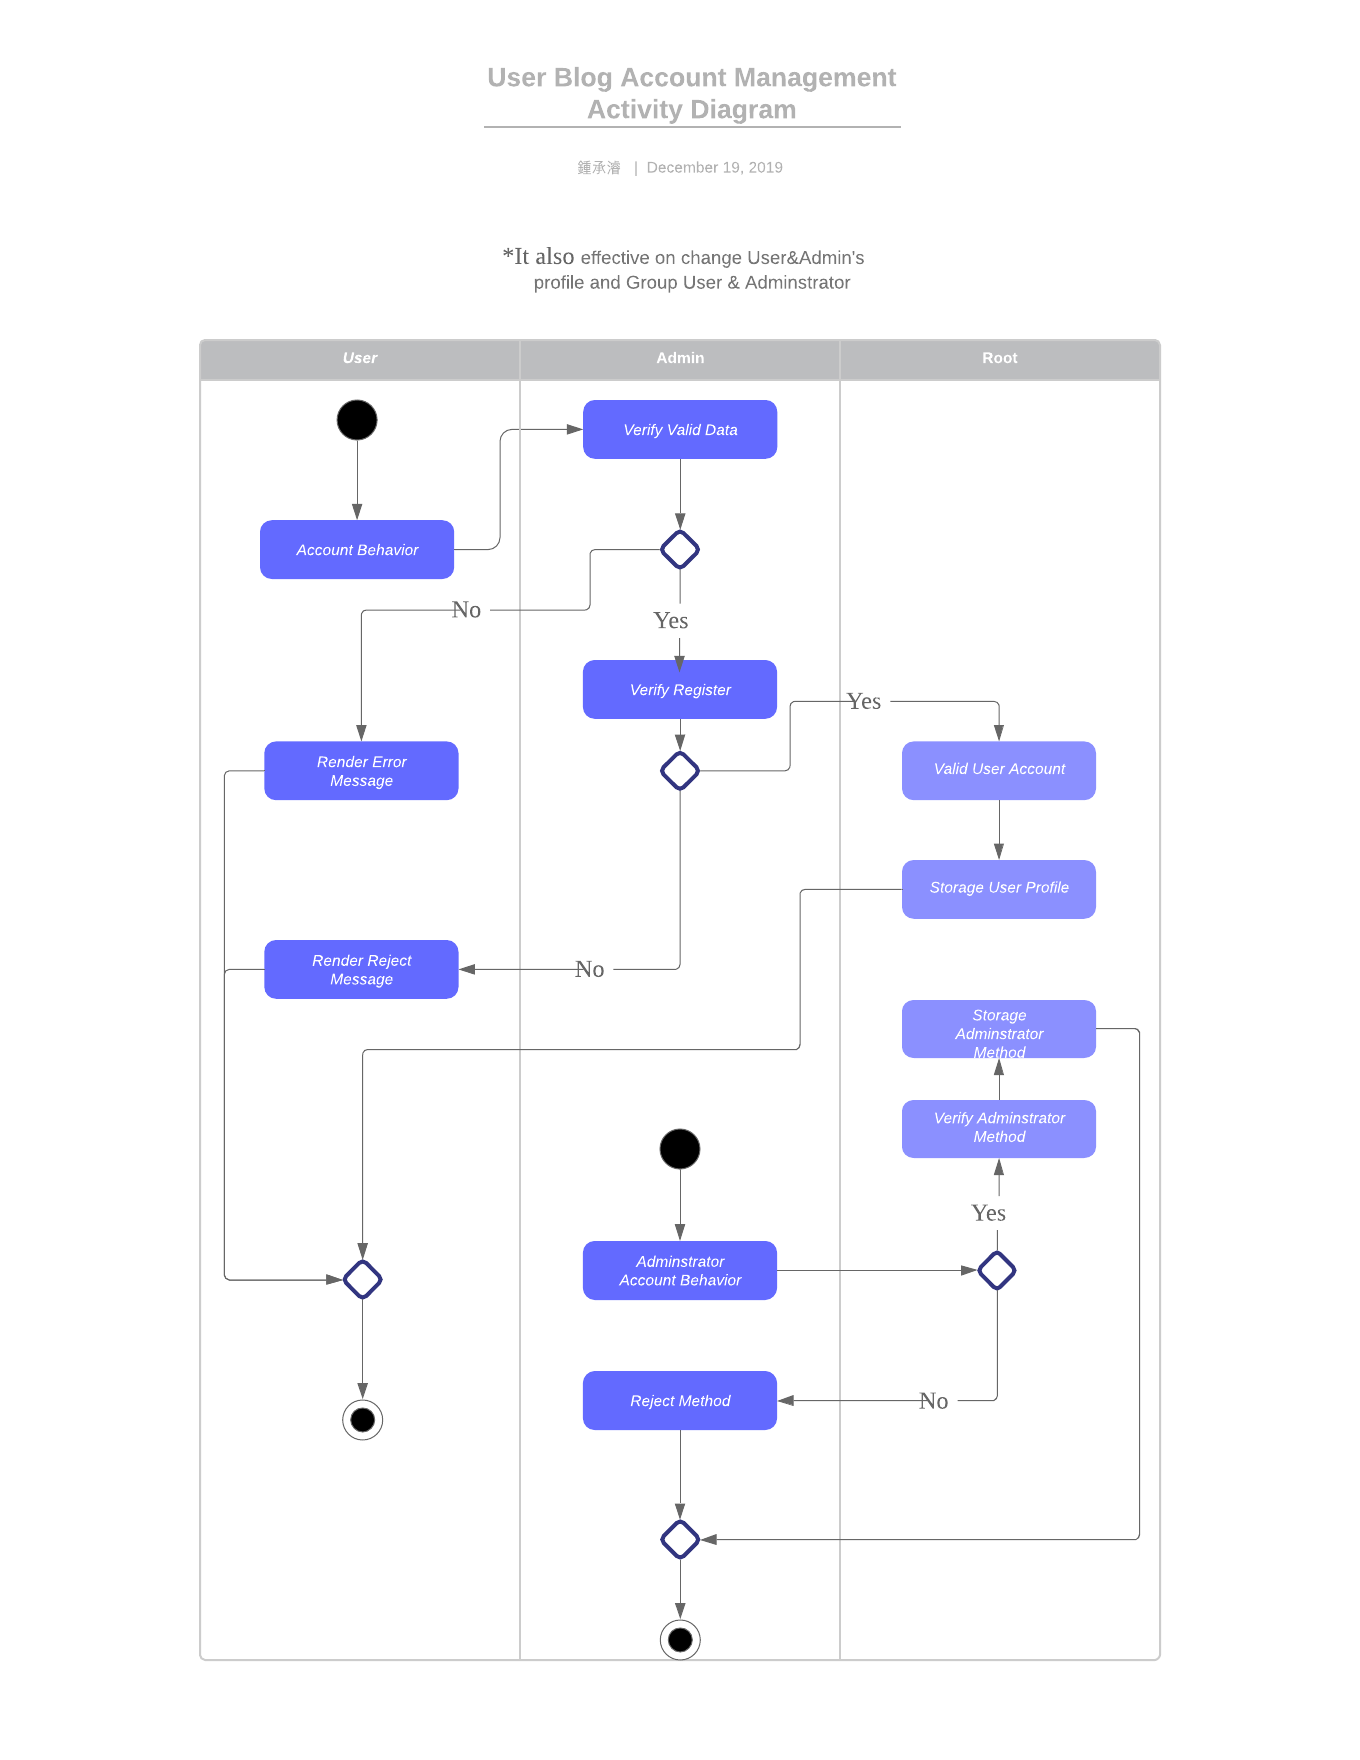 User Blog Account Management
Activity Diagram
鍾承濬 | December 19, 2019
*It also effective on change User&Admin's
profile and Group User & Adminstrator
User
Admin
Root
Verify Valid Data
Account Behavior
No
Yes
Verify Register
Yes
Render Error
Message
Valid User Account
Storage User Profile
Render Reject
Message
No
Storage
Adminstrator
Method
Verify Adminstrator
Method
Yes
Adminstrator
Account Behavior
Reject Method
No